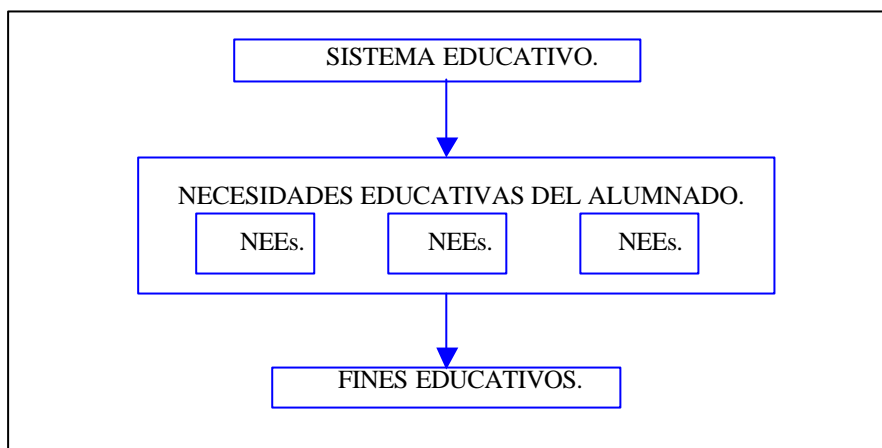 SISTEMA EDUCATIVO.
NECESIDADES EDUCATIVAS DEL ALUMNADO.
NEEs. NEEs. NEEs.
FINES EDUCATIVOS.